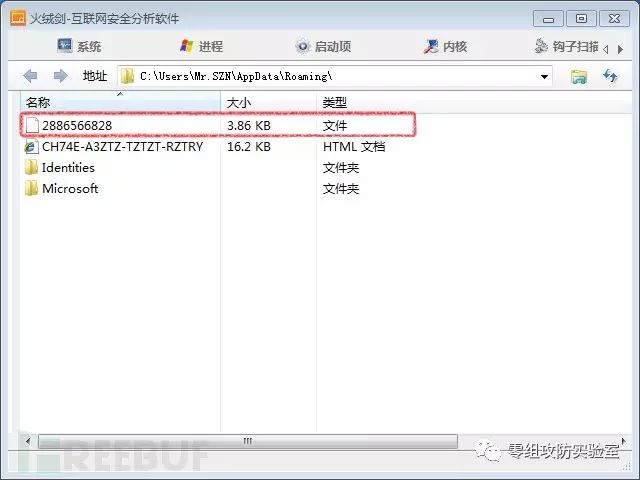 火绒剑-互联网安全分析软件
系统 进程 启动项 内核 钩子扫描
地址 C:\Users\Mr.SZN\AppData\Roaming\
名称 大小 类型
2886566828 3.86 KB 文件
CH74E-A3ZTZ-TZTZT-RZTRY 16.2 KB HTML 文档
Identities 文件夹
Microsoft 文件夹
FREEBUF
零组攻防实验室